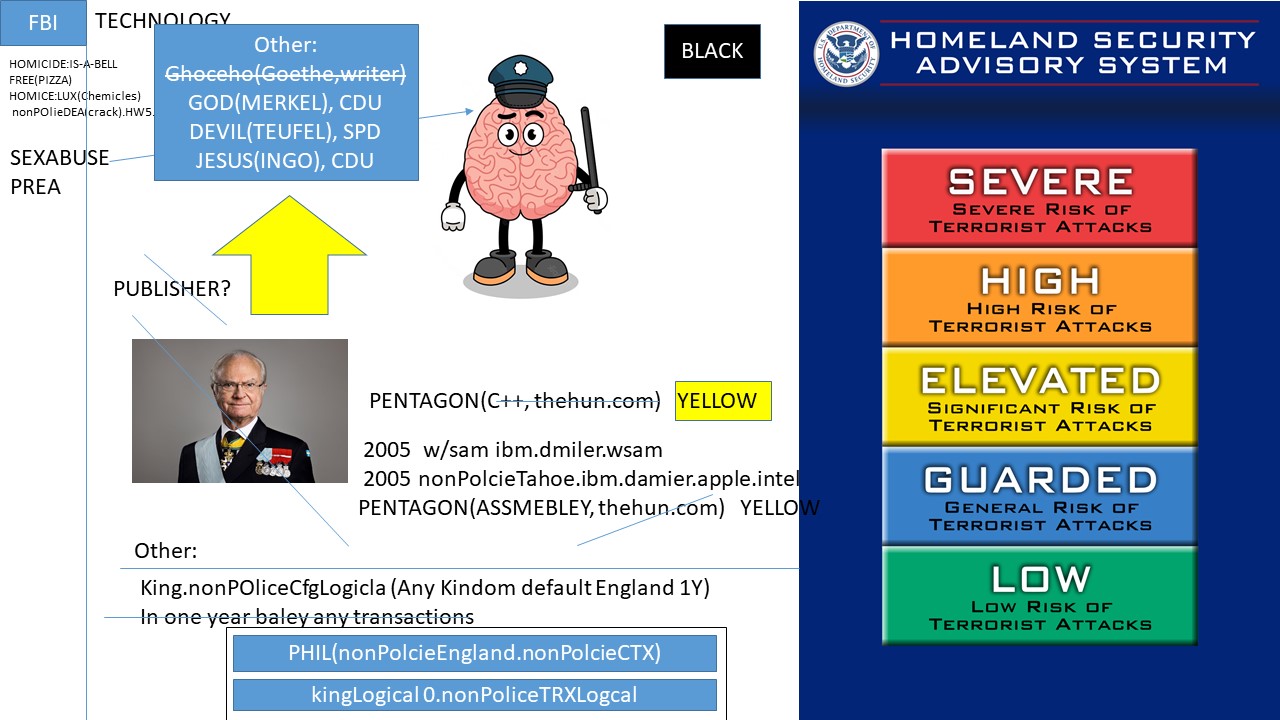 FBI
TECHNOLOGY
HOMICIDE:IS-A-BELL
FREE(PIZZA)
HOMICE:LUX(Chemicles)
nonPOlieDEA(crack).HW5.
SEXABUSE
PREA
Other:
Ghoceho(Goethe,writer)
GOD(MERKEL), CDU
DEVIL(TEUFEL), SPD
JESUS(INGO), CDU
BLACK
PUBLISHER?
PENTAGON(C++, thehun.com)
YELLOW
2005 w/sam ibm.dmiler.wsam
2005 nonPolcieTahoe.ibm.damier.apple.intel
PENTAGON(ASSMEBLEY, thehun.com) YELLOW
Other:
King.nonPOliceCfgLogicla (Any Kindom default England 1Y)
In one year baley any transactions
PHIL(nonPolcieEngland.nonPolcieCTX)
kingLogical 0.nonPoliceTRXLogcal
U.S. DEPARTMENT OF HOMELAND SECURITY
HOMELAND SECURITY
ADVISORY SYSTEM
SEVERE
SEVERE RISK OF
TERRORIST ATTACKS
HIGH
HIGH RISK OF
TERRORIST ATTACKS
ELEVATED
SIGNIFICANT RISK OF
TERRORIST ATTACKS
GUARDED
GENERAL RISK OF
TERRORIST ATTACKS
LOW
LOW RISK OF
TERRORIST ATTACKS